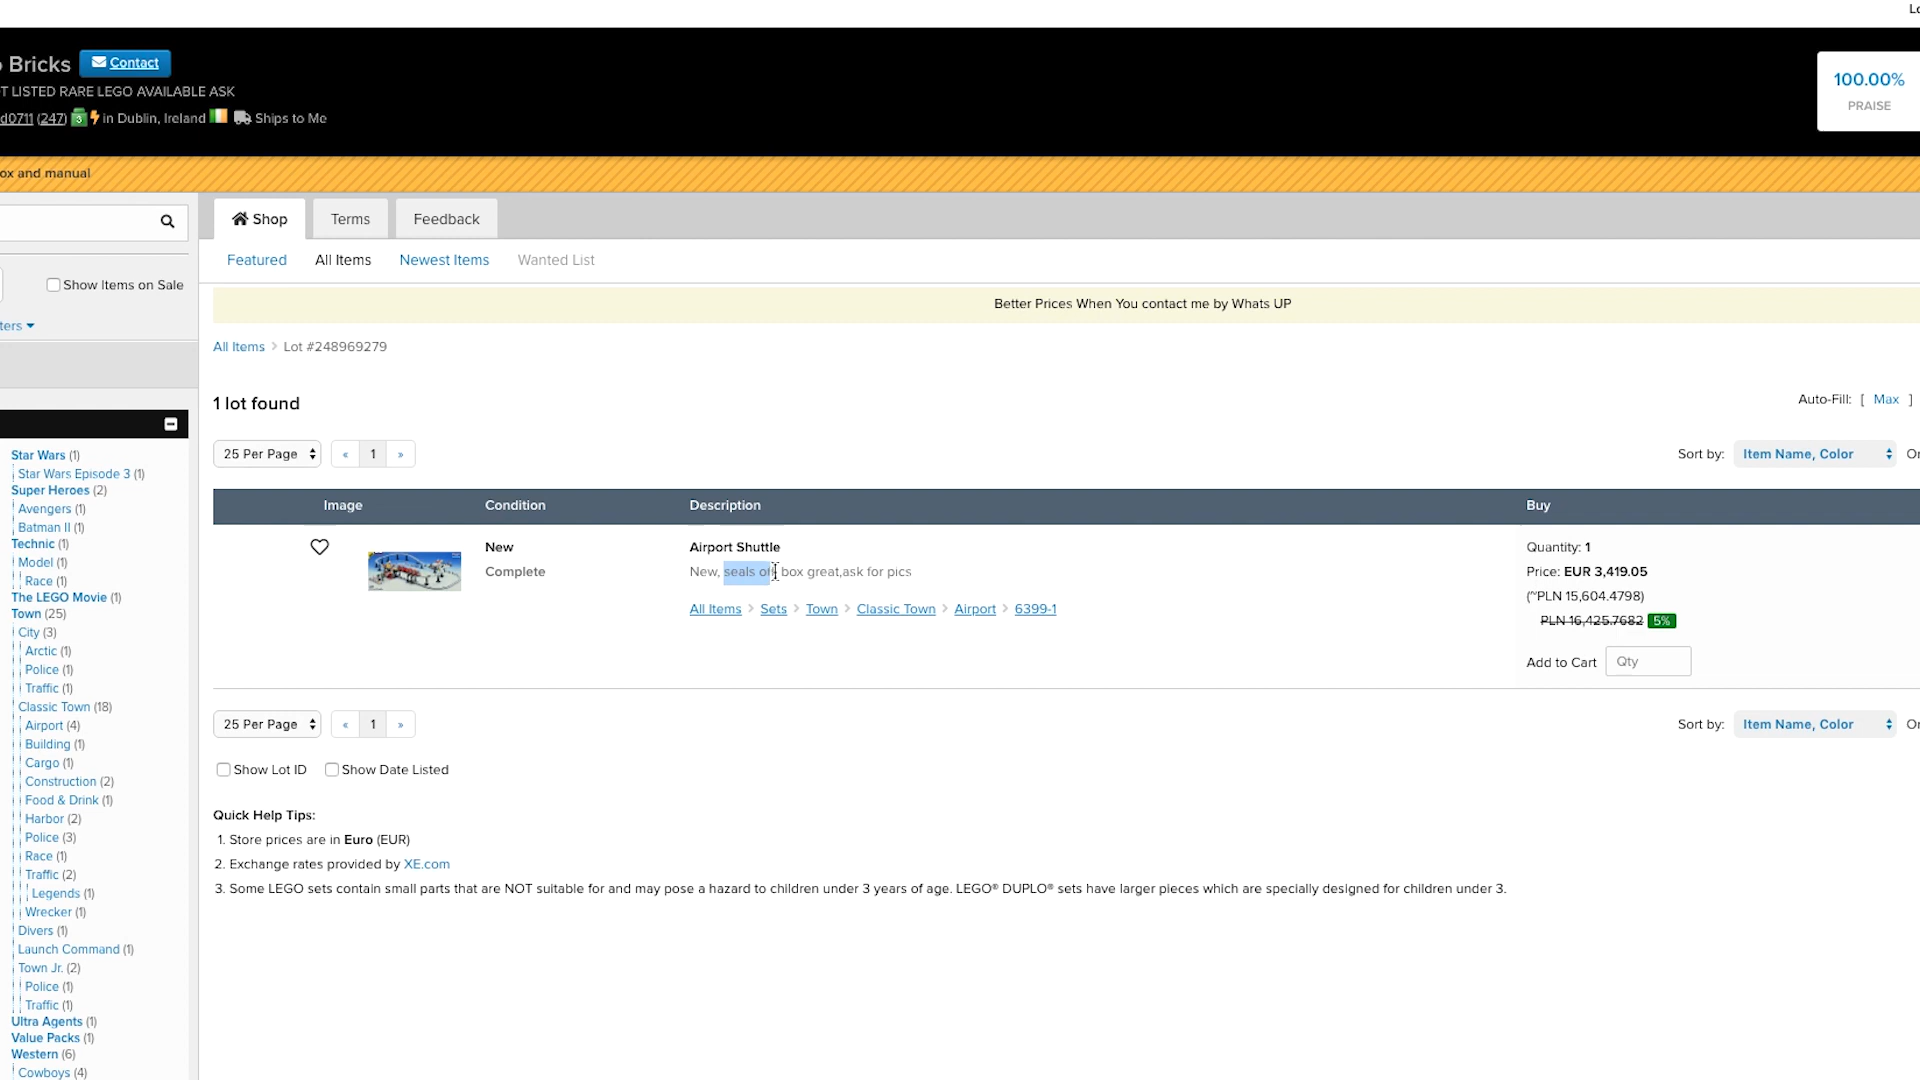 Bricks Contact
T LISTED RARE LEGO AVAILABLE ASK
d0711 (247) 3 in Dublin, Ireland Ships to Me
100.00%
PRAISE
ox and manual
Shop Terms Feedback
Featured All Items Newest Items Wanted List
Show Items on Sale
ters
Better Prices When You contact me by Whats UP
All Items > Lot #248969279
1 lot found
Auto-Fill: [ Max ]
25 Per Page « 1 »
Sort by: Item Name, Color
Image Condition Description Buy
New
Complete
Airport Shuttle
New, seals off, box great,ask for pics
All Items > Sets > Town > Classic Town > Airport > 6399-1
Quantity: 1
Price: EUR 3,419.05
(~PLN 15,604.4798)
PLN 16,425.7682 5%
Add to Cart Qty
25 Per Page « 1 »
Sort by: Item Name, Color
Show Lot ID Show Date Listed
Quick Help Tips:
1. Store prices are in Euro (EUR)
2. Exchange rates provided by XE.com
3. Some LEGO sets contain small parts that are NOT suitable for and may pose a hazard to children under 3 years of age. LEGO® DUPLO® sets have larger pieces which are specially designed for children under 3.
Star Wars (1)
Star Wars Episode 3 (1)
Super Heroes (2)
Avengers (1)
Batman II (1)
Technic (1)
Model (1)
Race (1)
The LEGO Movie (1)
Town (25)
City (3)
Arctic (1)
Police (1)
Traffic (1)
Classic Town (18)
Airport (4)
Building (1)
Cargo (1)
Construction (2)
Food & Drink (1)
Harbor (2)
Police (3)
Race (1)
Traffic (2)
Legends (1)
Wrecker (1)
Divers (1)
Launch Command (1)
Town Jr. (2)
Police (1)
Traffic (1)
Ultra Agents (1)
Value Packs (1)
Western (6)
Cowboys (4)